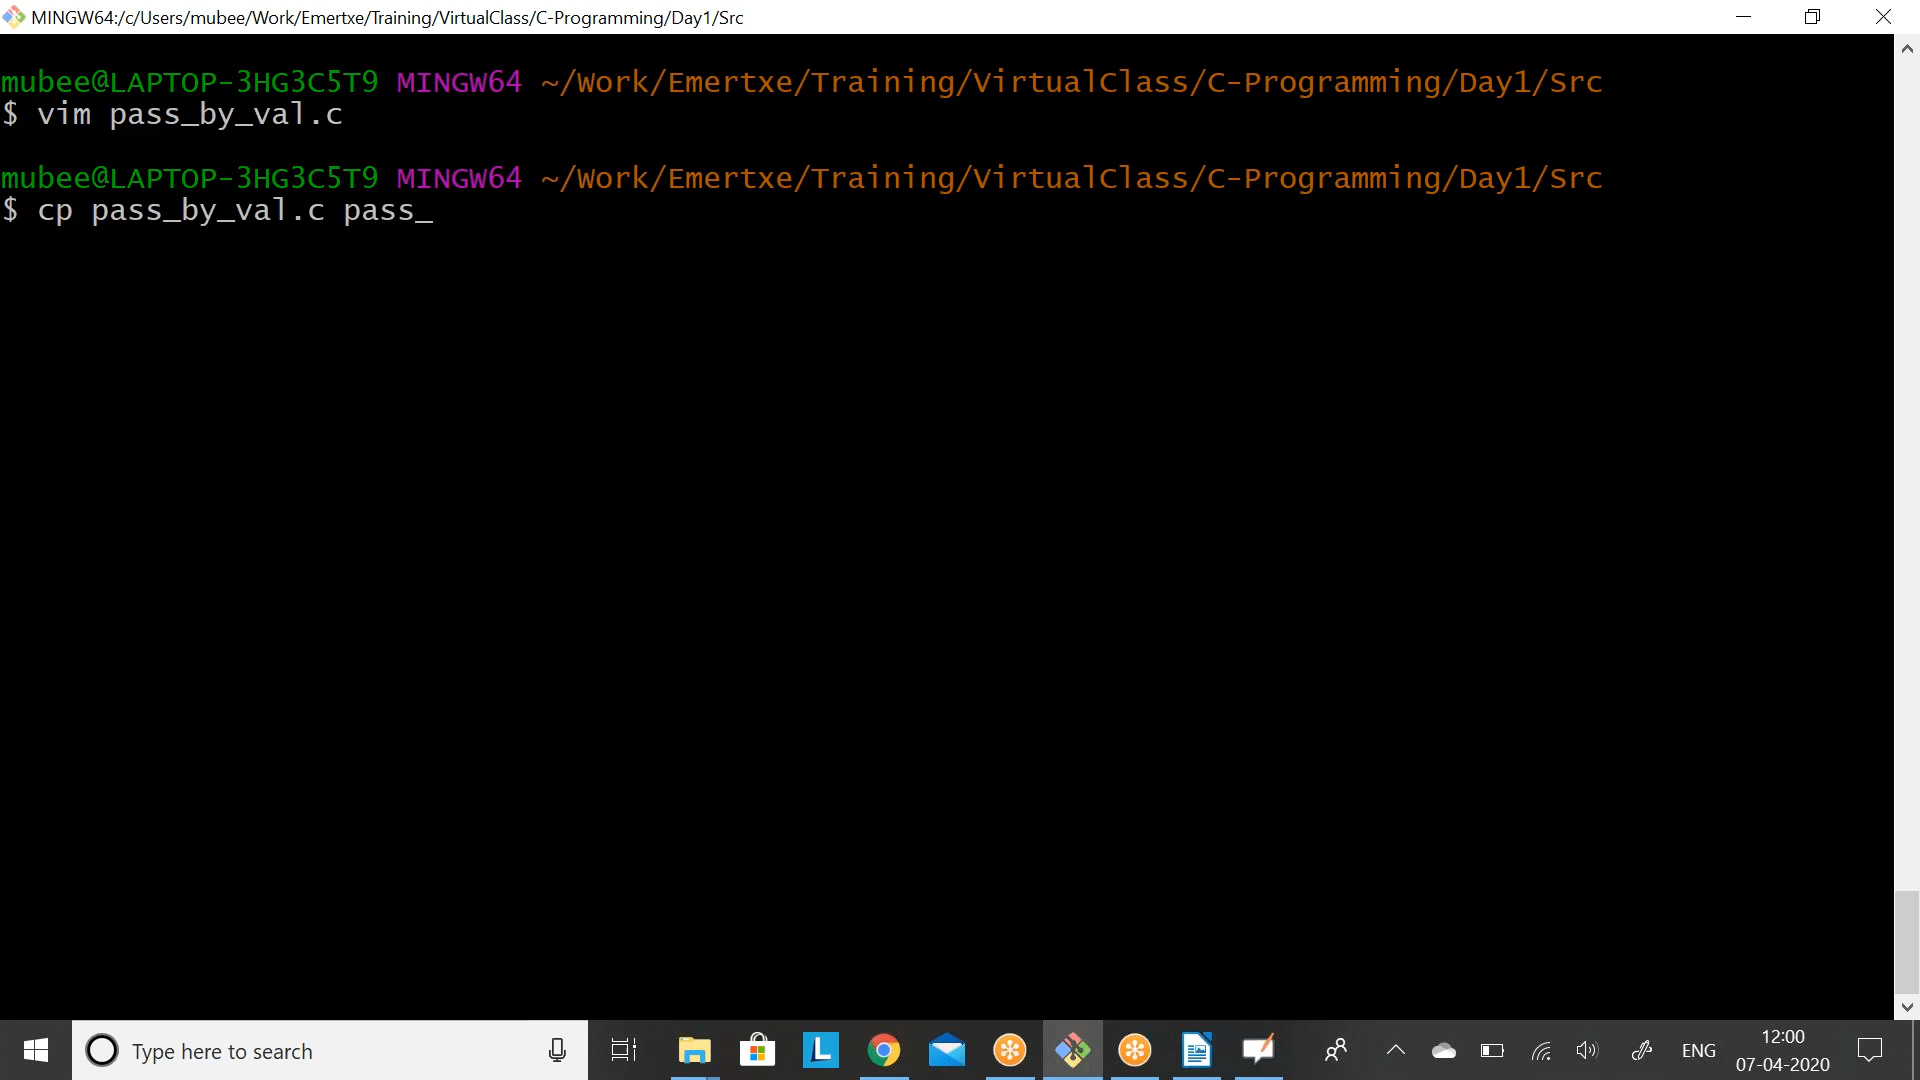 MINGW64:/c/Users/mubee/Work/Emertxe/Training/VirtualClass/C-Programming/Day1/Src
mubee@LAPTOP-3HG3C5T9 MINGW64 ~/Work/Emertxe/Training/VirtualClass/C-Programming/Day1/Src
$ vim pass_by_val.c
mubee@LAPTOP-3HG3C5T9 MINGW64 ~/Work/Emertxe/Training/VirtualClass/C-Programming/Day1/Src
$ cp pass_by_val.c pass_
Type here to search
L
ENG
12:00
07-04-2020